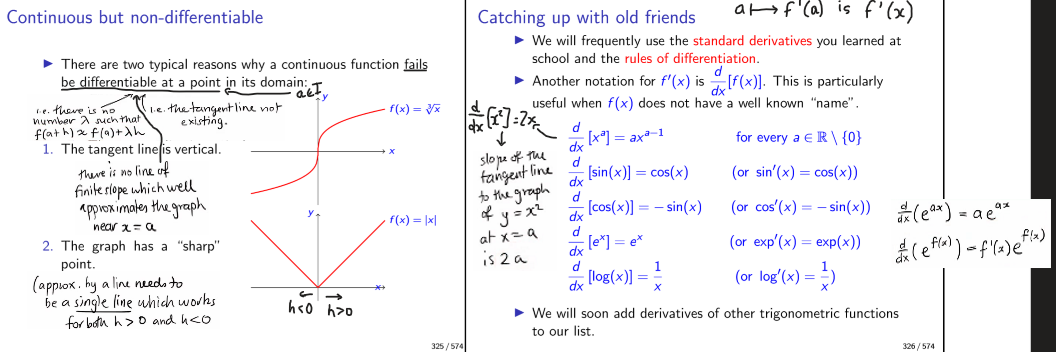 Continuous but non-differentiable
There are two typical reasons why a continuous function fails
be differentiable at a point in its domain:
a∈I
i.e. there is no
number λ such that
f(a+h) ≈ f(a)+λh
i.e. the tangent line not
existing.
1. The tangent line is vertical.
there is no line of
finite slope which well
approximates the graph
near x = a
2. The graph has a “sharp”
point.
(approx. by a line needs to
be a single line which works
for both h > 0 and h < 0
y
f(x) = ∛x
x
y
f(x) = |x|
x
h<0 h>0
325 / 574
a ⟼ f'(a) is f'(x)
Catching up with old friends
We will frequently use the standard derivatives you learned at
school and the rules of differentiation.
Another notation for f′(x) is d/dx[f(x)]. This is particularly
useful when f(x) does not have a well known “name”.
d/dx[x²] = 2x
slope of the
tangent line
to the graph
of y = x²
at x = a
is 2a
d/dx [xᵃ] = axᵃ⁻¹ for every a ∈ ℝ \ {0}
d/dx [sin(x)] = cos(x) (or sin′(x) = cos(x))
d/dx [cos(x)] = − sin(x) (or cos′(x) = − sin(x))
d/dx [eˣ] = eˣ (or exp′(x) = exp(x))
d/dx [log(x)] = 1/x (or log′(x) = 1/x)
d/dx (e^{ax}) = a e^{ax}
d/dx (e^{f(x)}) = f'(x) e^{f(x)}
We will soon add derivatives of other trigonometric functions
to our list.
326 / 574